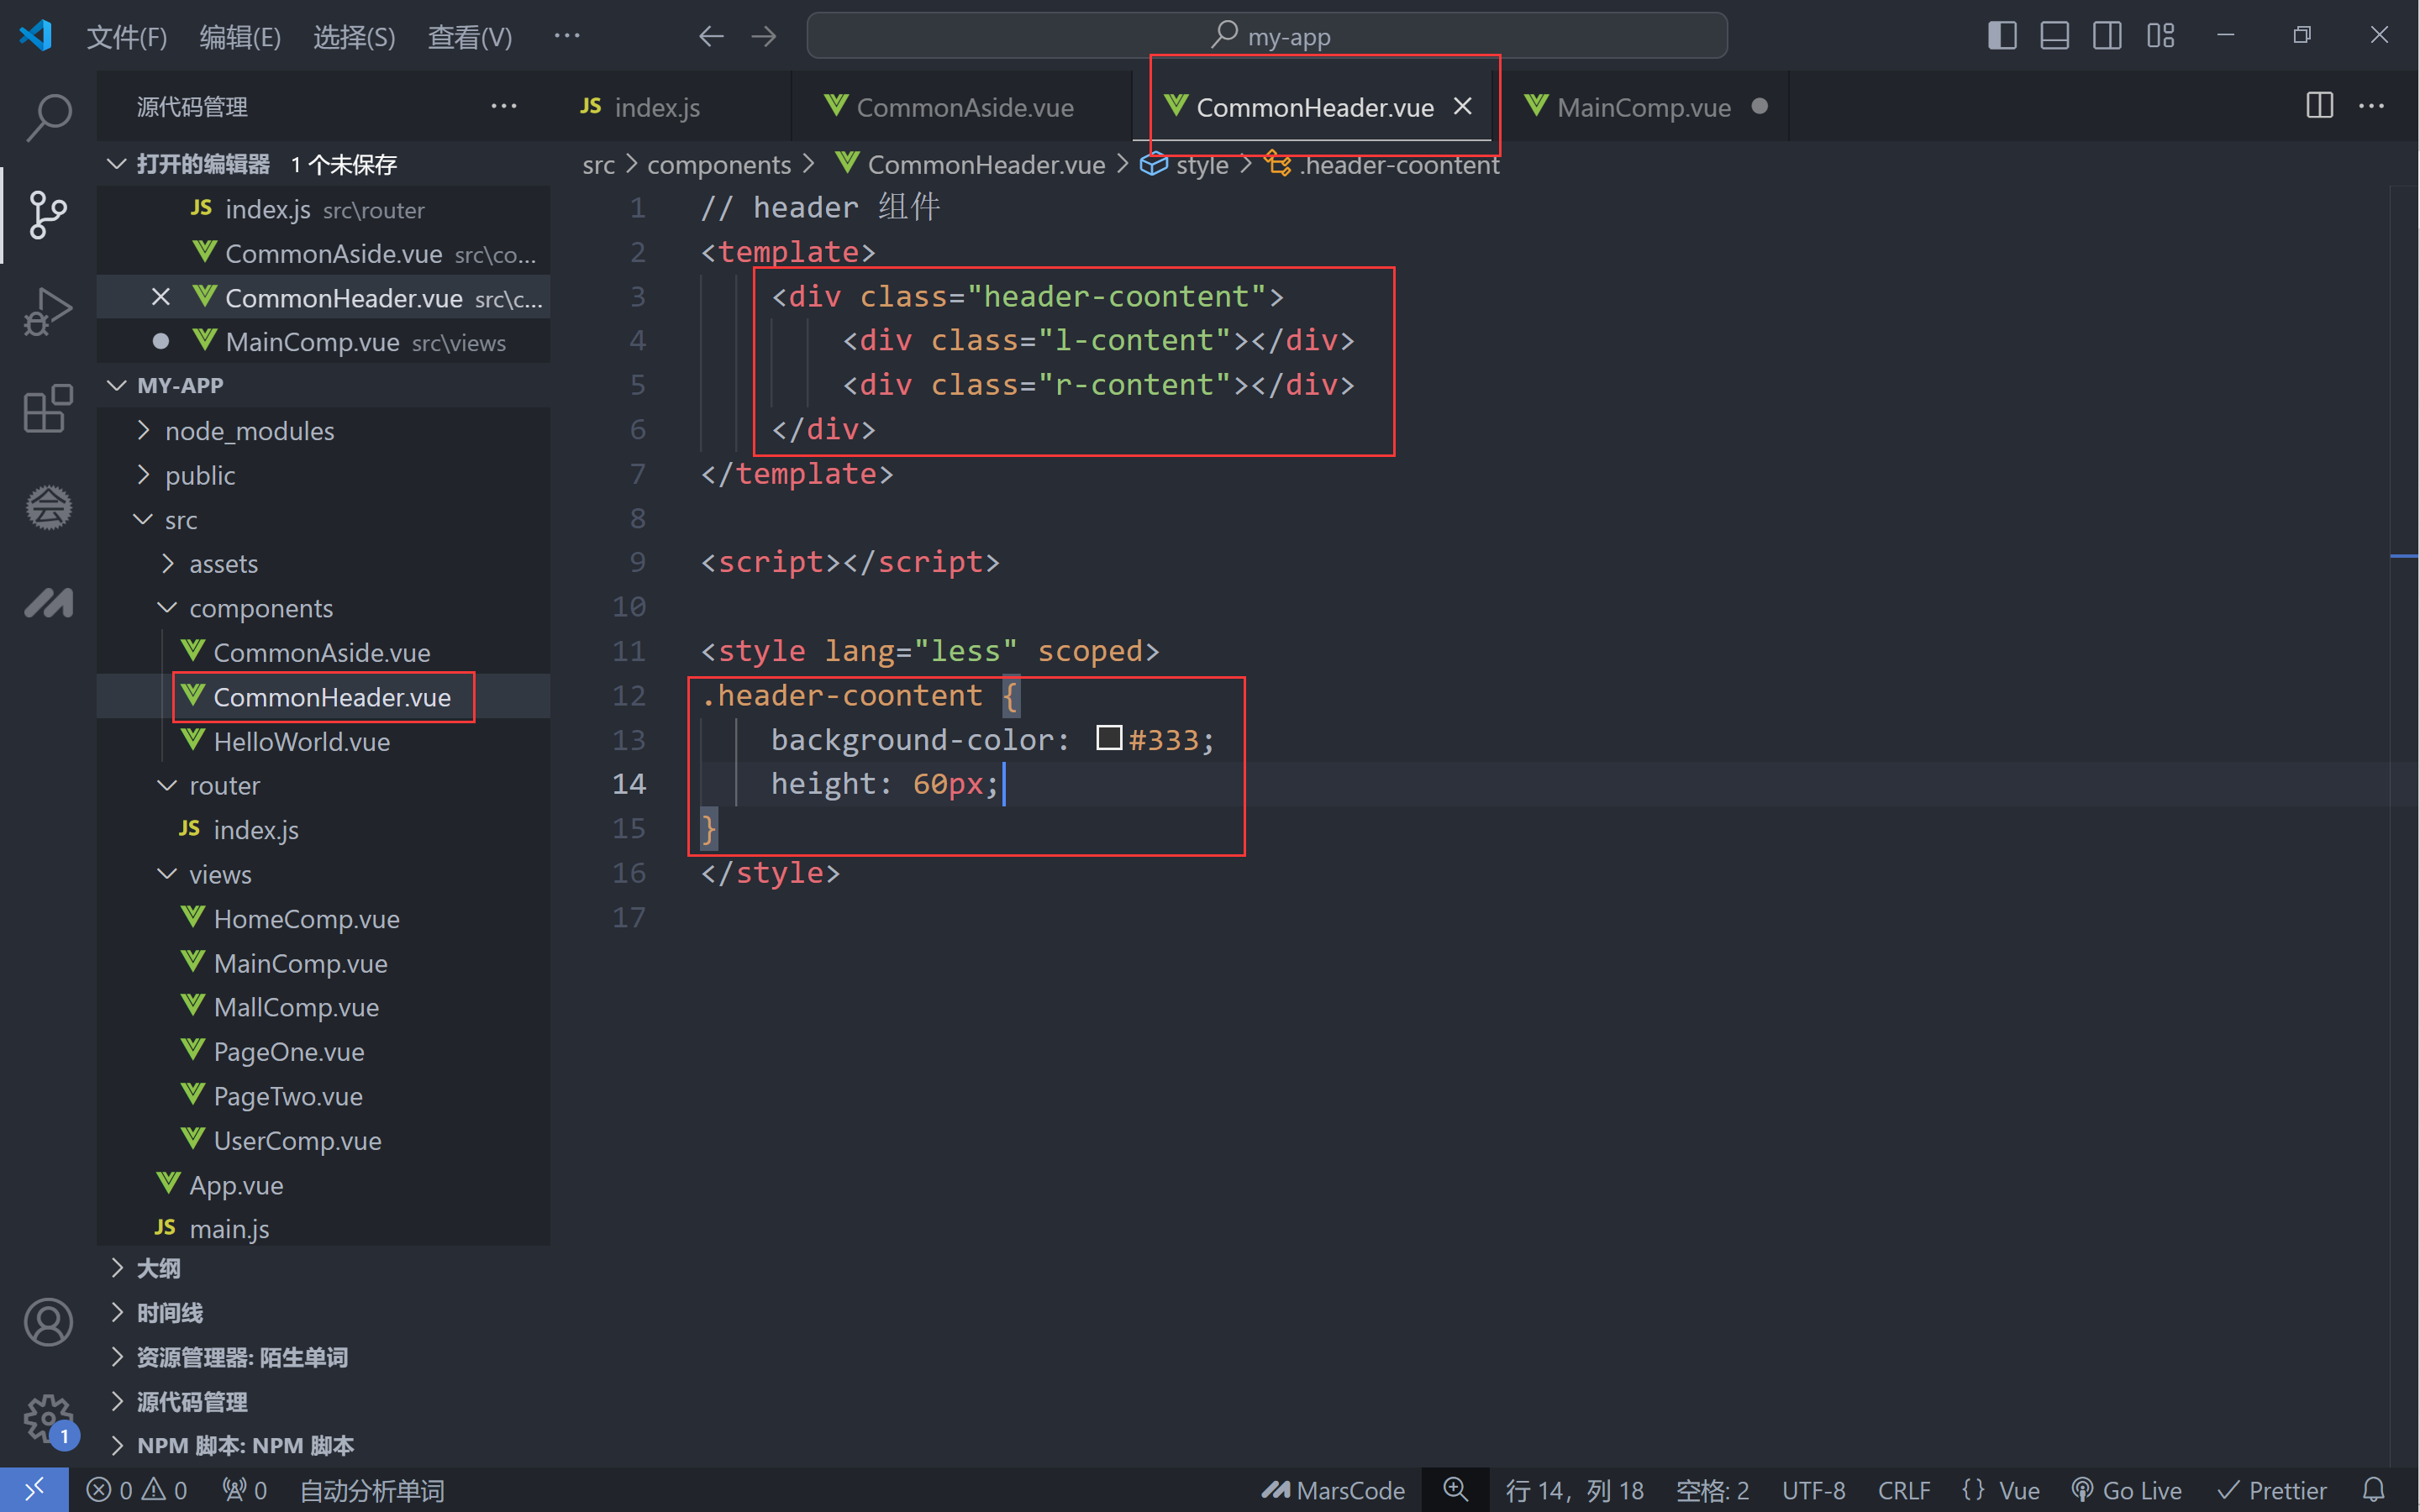 文件(F) 编辑(E) 选择(S) 查看(V) ··· my-app
源代码管理 ···
打开的编辑器 1 个未保存
JS index.js src\router
CommonAside.vue src\co...
CommonHeader.vue src\c...
MainComp.vue src\views
MY-APP
node_modules
public
src
assets
components
CommonAside.vue
CommonHeader.vue
HelloWorld.vue
router
JS index.js
views
HomeComp.vue
MainComp.vue
MallComp.vue
PageOne.vue
PageTwo.vue
UserComp.vue
App.vue
JS main.js
大纲
时间线
资源管理器: 陌生单词
源代码管理
NPM 脚本: NPM 脚本
JS index.js CommonAside.vue CommonHeader.vue MainComp.vue ···
src > components > CommonHeader.vue > style > .header-coontent
1 // header 组件
2 <template>
3 <div class="header-coontent">
4 <div class="l-content"></div>
5 <div class="r-content"></div>
6 </div>
7 </template>
8
9 <script></script>
10
11 <style lang="less" scoped>
12 .header-coontent {
13 background-color: #333;
14 height: 60px;
15 }
16 </style>
17
会
1
0 0 0 自动分析单词 MarsCode 行 14，列 18 空格: 2 UTF-8 CRLF {} Vue Go Live Prettier